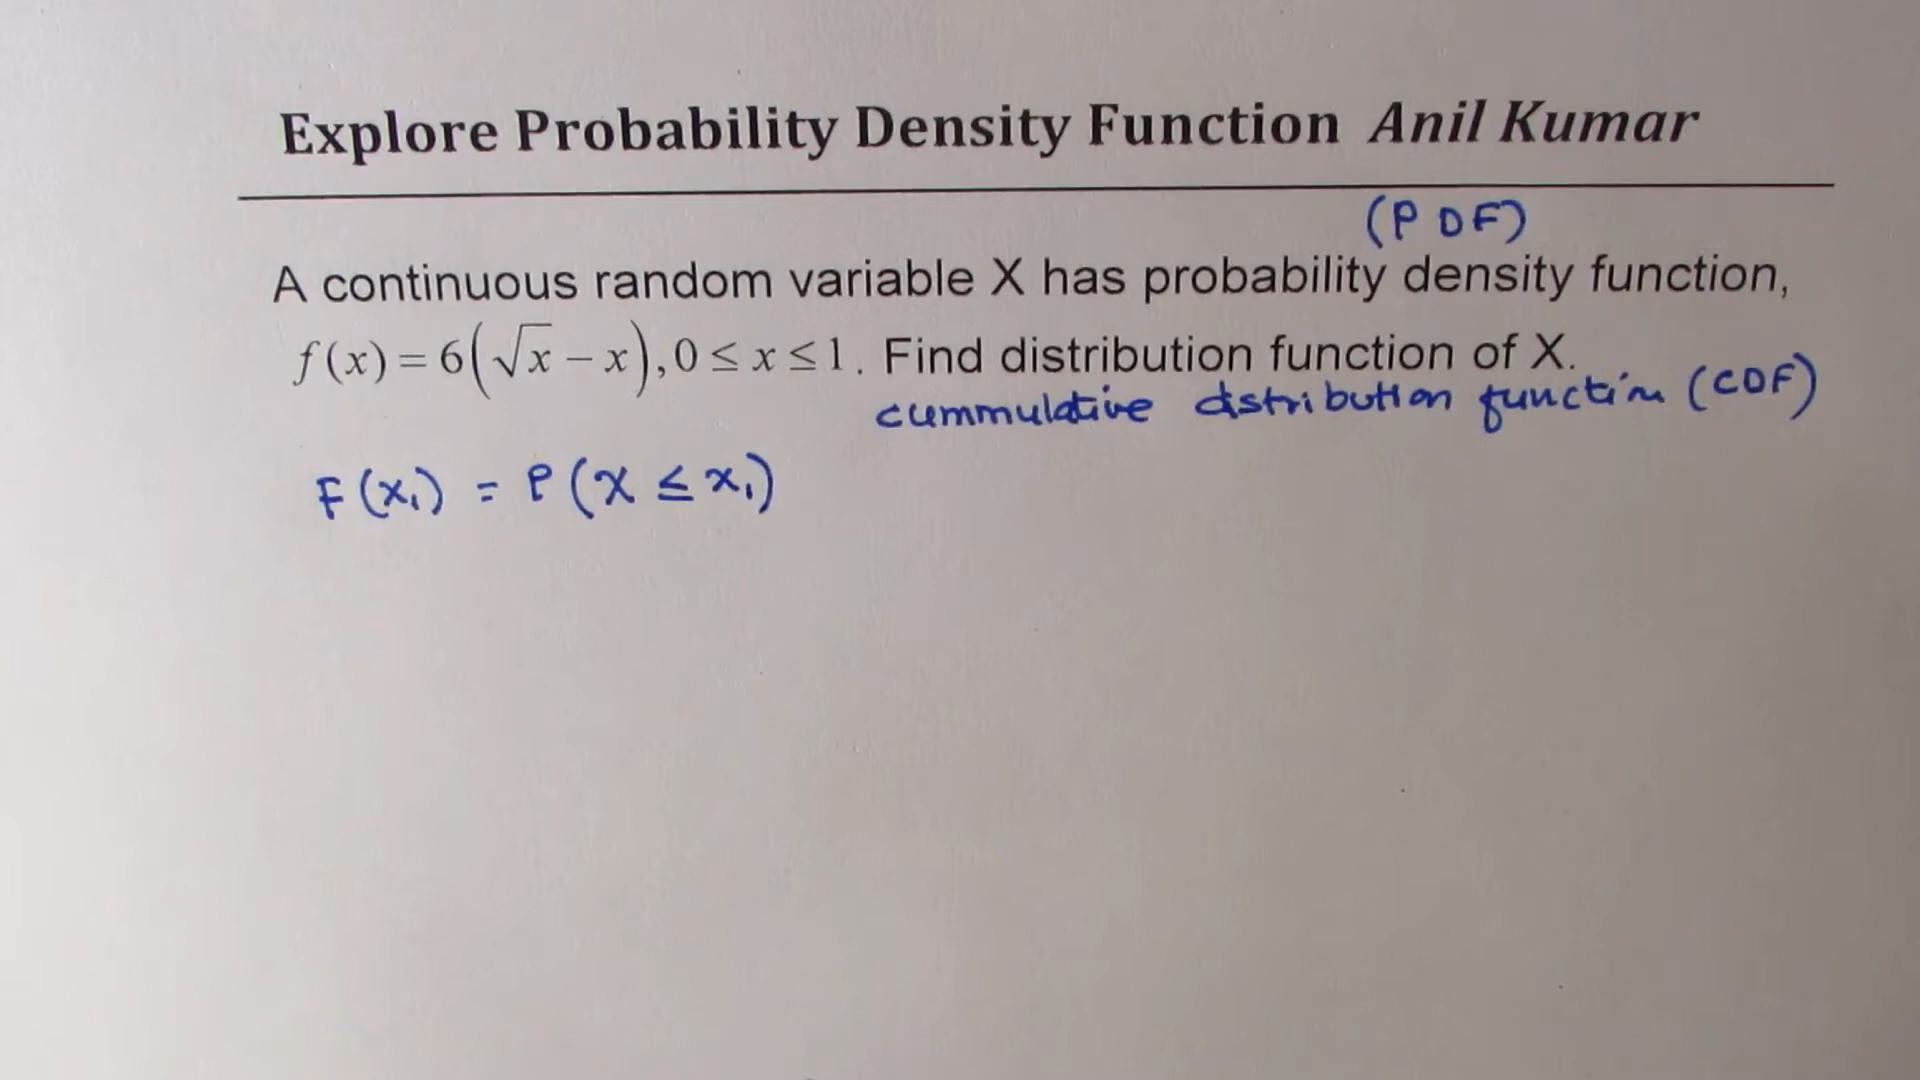 Explore Probability Density Function Anil Kumar
(PDF)
A continuous random variable X has probability density function,
f(x) = 6(√x − x), 0 ≤ x ≤ 1. Find distribution function of X.
cummulative distribution function (CDF)
F(x₁) = P(X ≤ x₁)